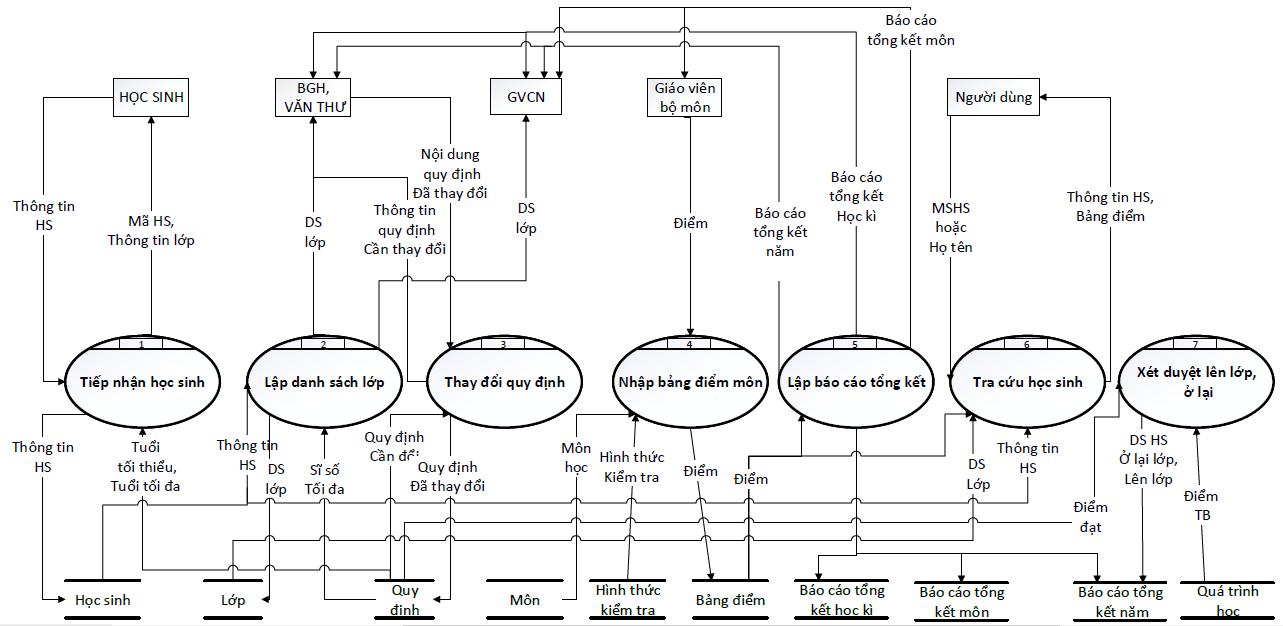 Báo cáo
tổng kết môn
HỌC SINH
BGH,
VĂN THƯ
GVCN
Giáo viên
bộ môn
Người dùng
Nội dung
quy định
Đã thay đổi
Thông tin
HS
Mã HS,
Thông tin lớp
DS
lớp
Thông tin
quy định
Cần thay đổi
DS
lớp
Điểm
Báo cáo
tổng kết
năm
Báo cáo
tổng kết
Học kì
MSHS
hoặc
Họ tên
Thông tin HS,
Bảng điểm
1
2
3
4
5
6
7
Tiếp nhận học sinh
Lập danh sách lớp
Thay đổi quy định
Nhập bảng điểm môn
Lập báo cáo tổng kết
Tra cứu học sinh
Xét duyệt lên lớp,
ở lại
Thông tin
HS
Tuổi
tối thiểu,
Tuổi tối đa
Thông tin
HS
DS
lớp
Sĩ số
Tối đa
Quy định
Cần
Quy định
Đã thay đổi
Môn
học
Hình thức
Kiểm tra
Điểm
Điểm
DS
Lớp
Thông tin
HS
Điểm
đạt
DS HS
Ở lại lớp,
Lên lớp
Điểm
TB
Học sinh
Lớp
Quy
định
Môn
Hình thức
kiểm tra
Bảng điểm
Báo cáo tổng
kết học kì
Báo cáo tổng
kết môn
Báo cáo tổng
kết năm
Quá trình
học